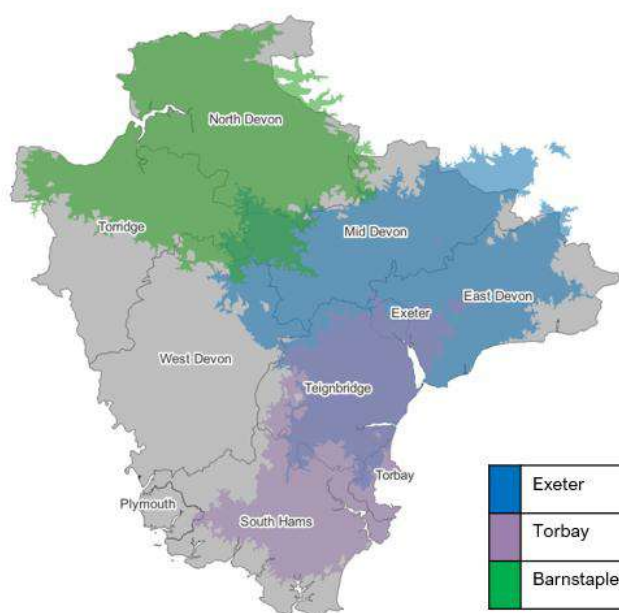 North Devon
Torridge
Mid Devon
East Devon
Exeter
West Devon
Teignbridge
Torbay
Plymouth
South Hams
Exeter
Torbay
Barnstaple